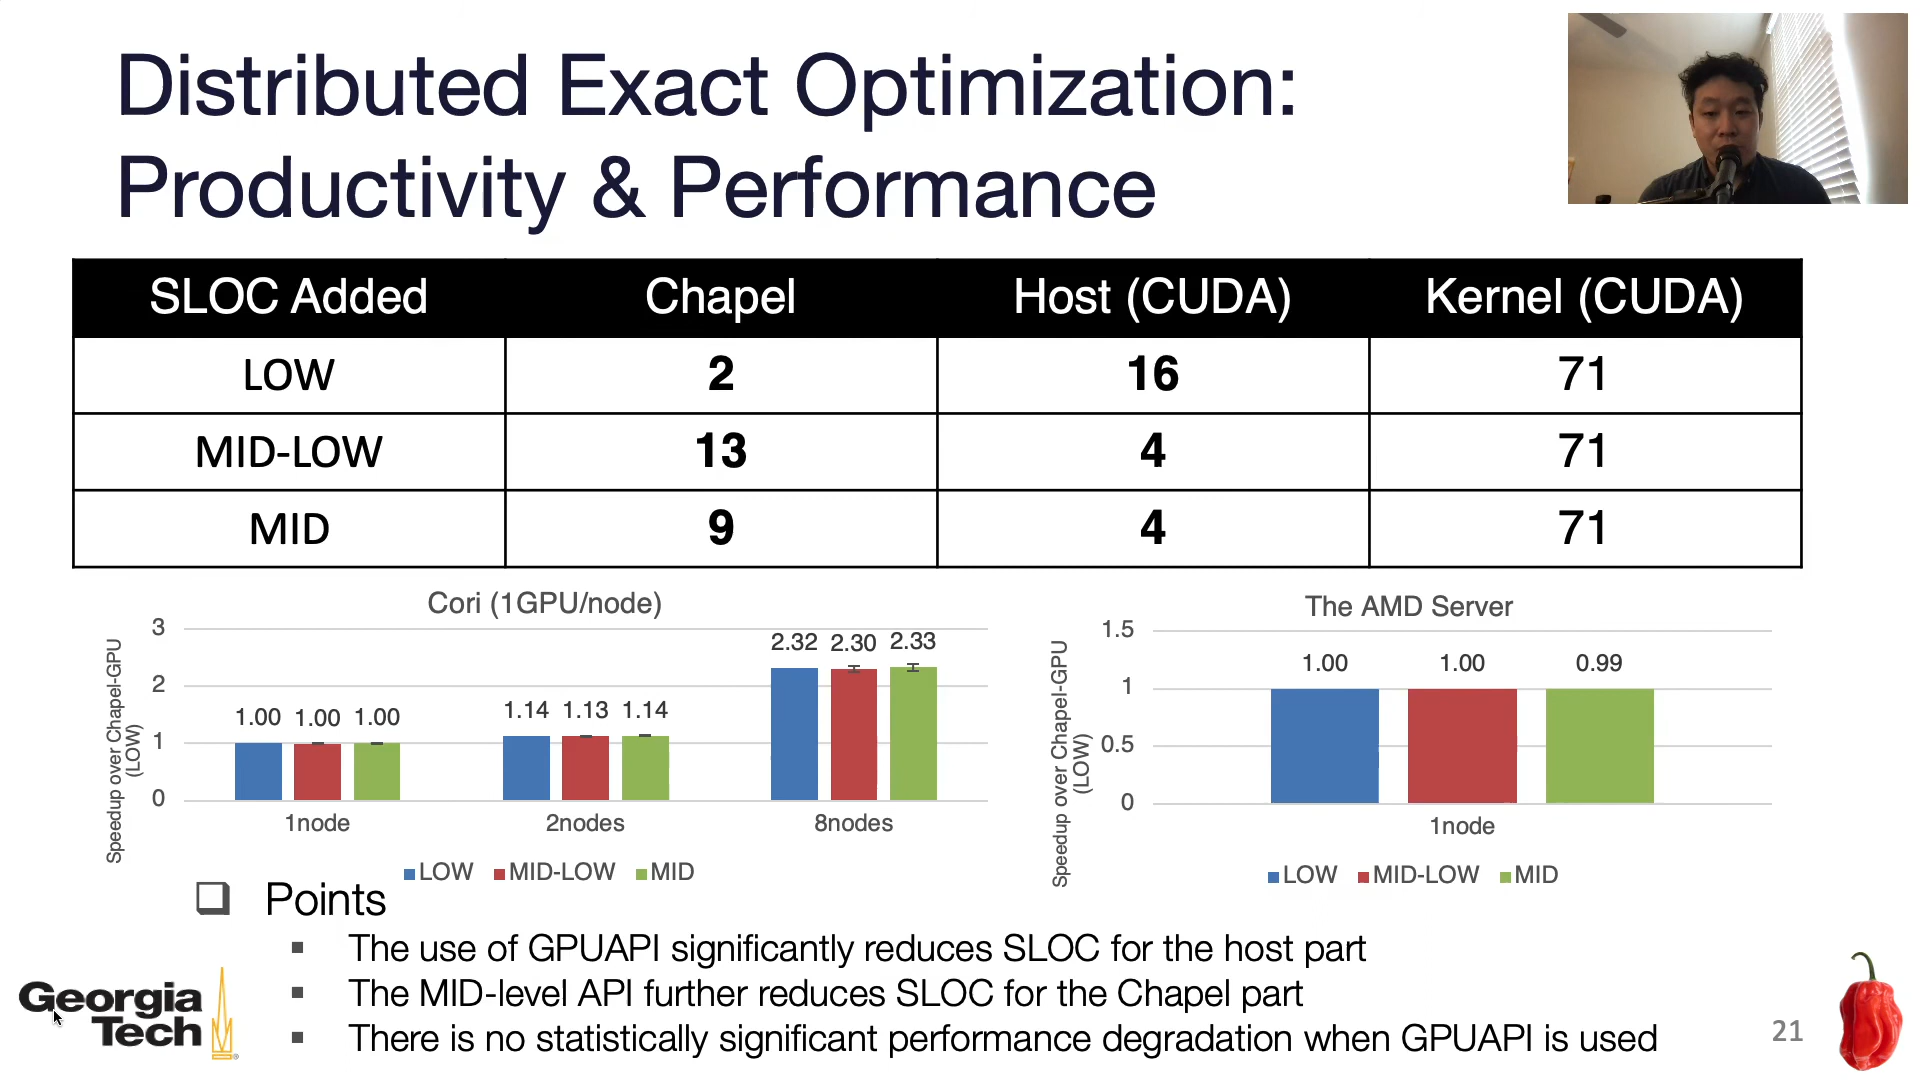 Distributed Exact Optimization:
Productivity & Performance
SLOC Added Chapel Host (CUDA) Kernel (CUDA)
LOW 2 16 71
MID-LOW 13 4 71
MID 9 4 71
Cori (1GPU/node)
Speedup over Chapel-GPU
(LOW)
3
2
1
0
2.32 2.30 2.33
1.14 1.13 1.14
1.00 1.00 1.00
1node 2nodes 8nodes
LOW MID-LOW MID
The AMD Server
Speedup over Chapel-GPU
(LOW)
1.5
1
0.5
0
1.00 1.00 0.99
1node
LOW MID-LOW MID
Points
The use of GPUAPI significantly reduces SLOC for the host part
The MID-level API further reduces SLOC for the Chapel part
There is no statistically significant performance degradation when GPUAPI is used
Georgia
Tech
21